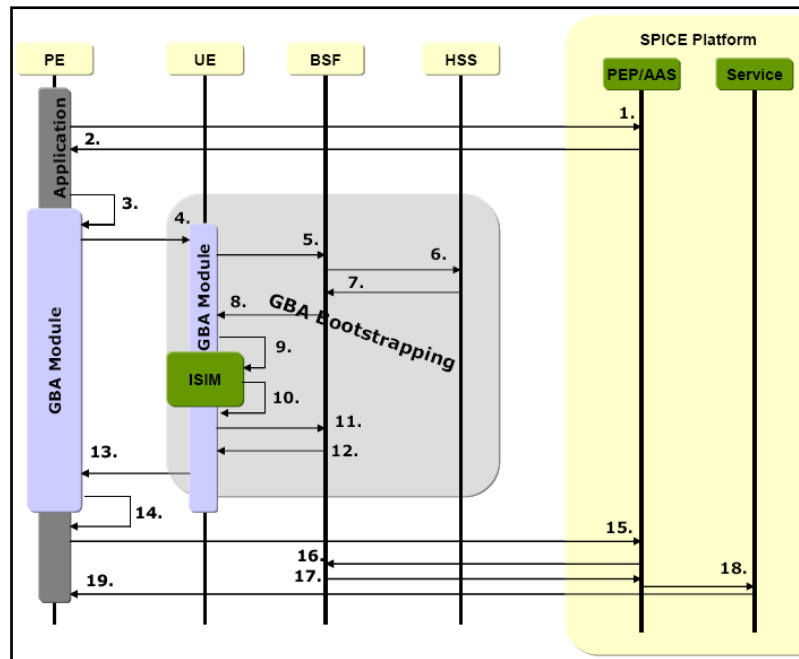 SPICE Platform
PE
UE
BSF
HSS
PEP/AAS
Service
Application
1.
2.
3.
4.
GBA Module
GBA Module
5.
6.
7.
8.
GBA Bootstrapping
9.
ISIM
10.
11.
12.
13.
14.
15.
16.
17.
18.
19.